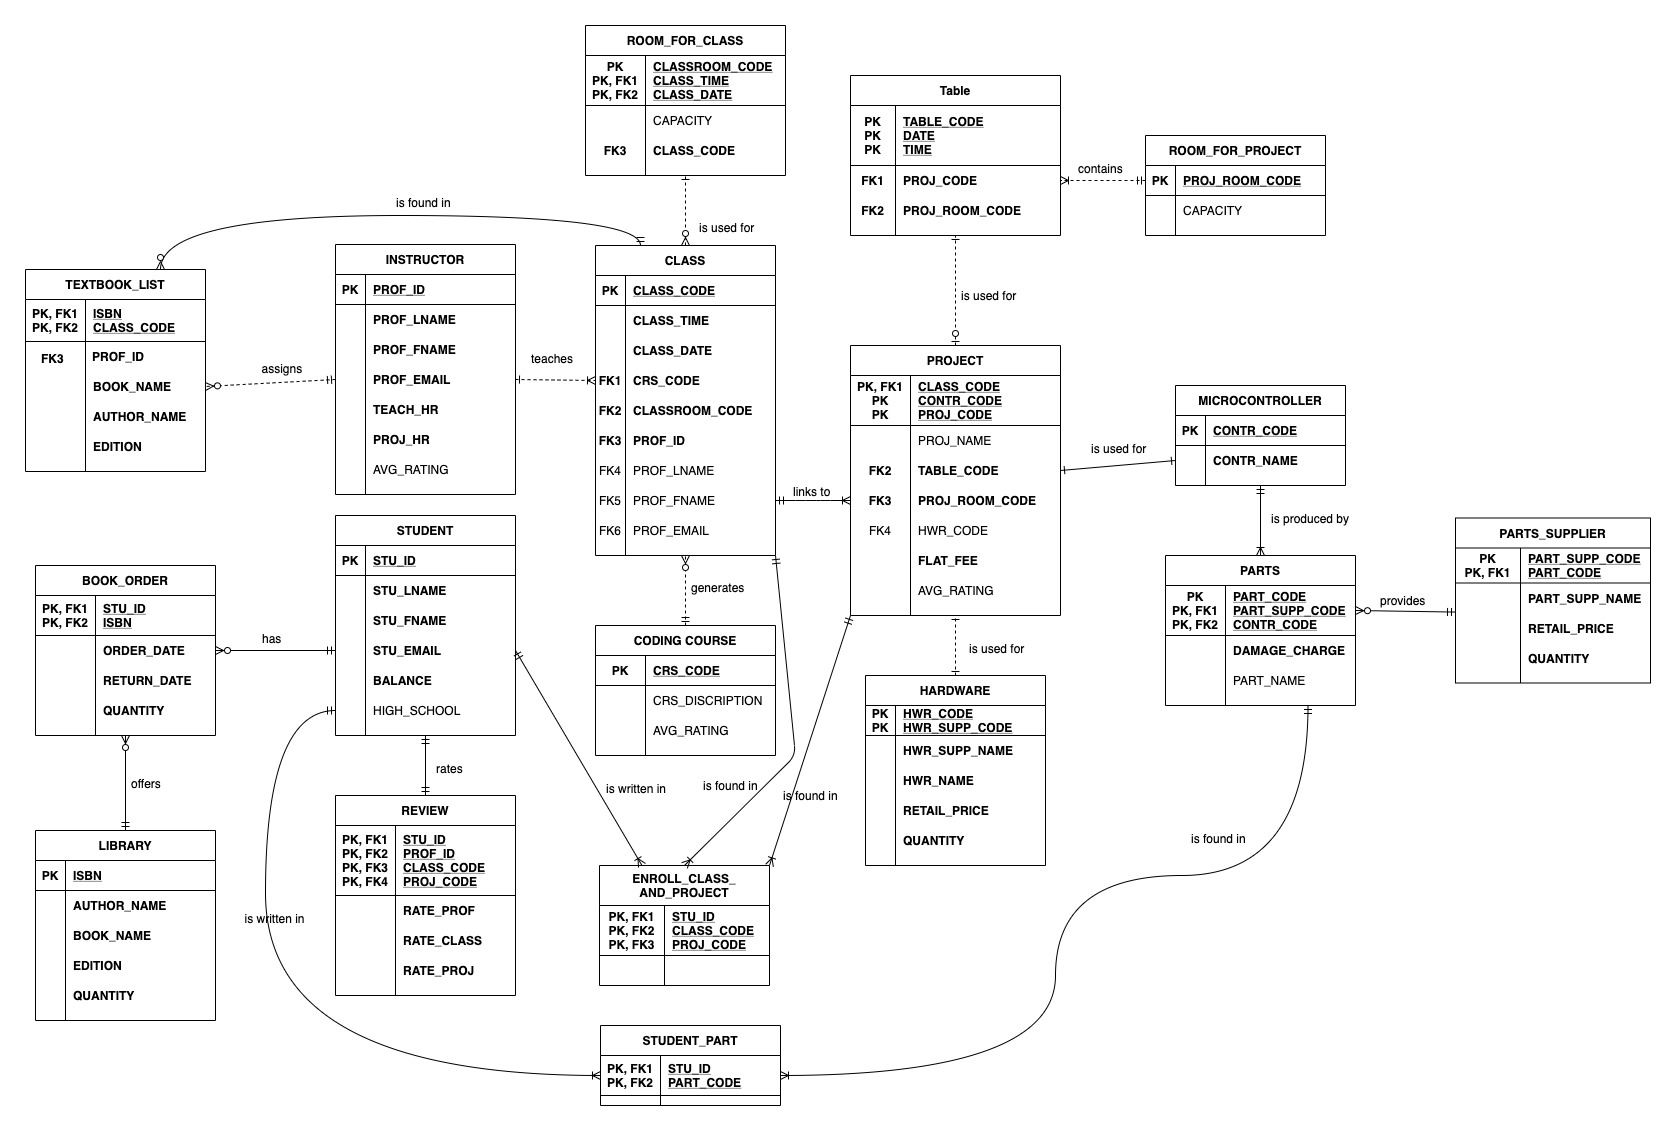 ROOM_FOR_CLASS
PK CLASSROOM_CODE
PK, FK1 CLASS_TIME
PK, FK2 CLASS_DATE
CAPACITY
FK3 CLASS_CODE
Table
PK TABLE_CODE
PK DATE
PK TIME
FK1 PROJ_CODE
FK2 PROJ_ROOM_CODE
contains
ROOM_FOR_PROJECT
PK PROJ_ROOM_CODE
CAPACITY
is found in
is used for
is used for
TEXTBOOK_LIST
PK, FK1 ISBN
PK, FK2 CLASS_CODE
FK3 PROF_ID
BOOK_NAME
AUTHOR_NAME
EDITION
assigns
INSTRUCTOR
PK PROF_ID
PROF_LNAME
PROF_FNAME
PROF_EMAIL
TEACH_HR
PROJ_HR
AVG_RATING
teaches
CLASS
PK CLASS_CODE
CLASS_TIME
CLASS_DATE
FK1 CRS_CODE
FK2 CLASSROOM_CODE
FK3 PROF_ID
FK4 PROF_LNAME
FK5 PROF_FNAME
FK6 PROF_EMAIL
links to
PROJECT
PK, FK1 CLASS_CODE
PK CONTR_CODE
PK PROJ_CODE
PROJ_NAME
FK2 TABLE_CODE
FK3 PROJ_ROOM_CODE
FK4 HWR_CODE
FLAT_FEE
AVG_RATING
is used for
MICROCONTROLLER
PK CONTR_CODE
CONTR_NAME
is produced by
PARTS
PK PART_CODE
PK, FK1 PART_SUPP_CODE
PK, FK2 CONTR_CODE
DAMAGE_CHARGE
PART_NAME
provides
PARTS_SUPPLIER
PK PART_SUPP_CODE
PK, FK1 PART_CODE
PART_SUPP_NAME
RETAIL_PRICE
QUANTITY
BOOK_ORDER
PK, FK1 STU_ID
PK, FK2 ISBN
ORDER_DATE
RETURN_DATE
QUANTITY
has
STUDENT
PK STU_ID
STU_LNAME
STU_FNAME
STU_EMAIL
BALANCE
HIGH_SCHOOL
generates
CODING COURSE
PK CRS_CODE
CRS_DISCRIPTION
AVG_RATING
is used for
HARDWARE
PK HWR_CODE
PK HWR_SUPP_CODE
HWR_SUPP_NAME
HWR_NAME
RETAIL_PRICE
QUANTITY
offers
rates
is written in
is found in
is found in
is found in
LIBRARY
PK ISBN
AUTHOR_NAME
BOOK_NAME
EDITION
QUANTITY
is written in
REVIEW
PK, FK1 STU_ID
PK, FK2 PROF_ID
PK, FK3 CLASS_CODE
PK, FK4 PROJ_CODE
RATE_PROF
RATE_CLASS
RATE_PROJ
ENROLL_CLASS_
AND_PROJECT
PK, FK1 STU_ID
PK, FK2 CLASS_CODE
PK, FK3 PROJ_CODE
STUDENT_PART
PK, FK1 STU_ID
PK, FK2 PART_CODE